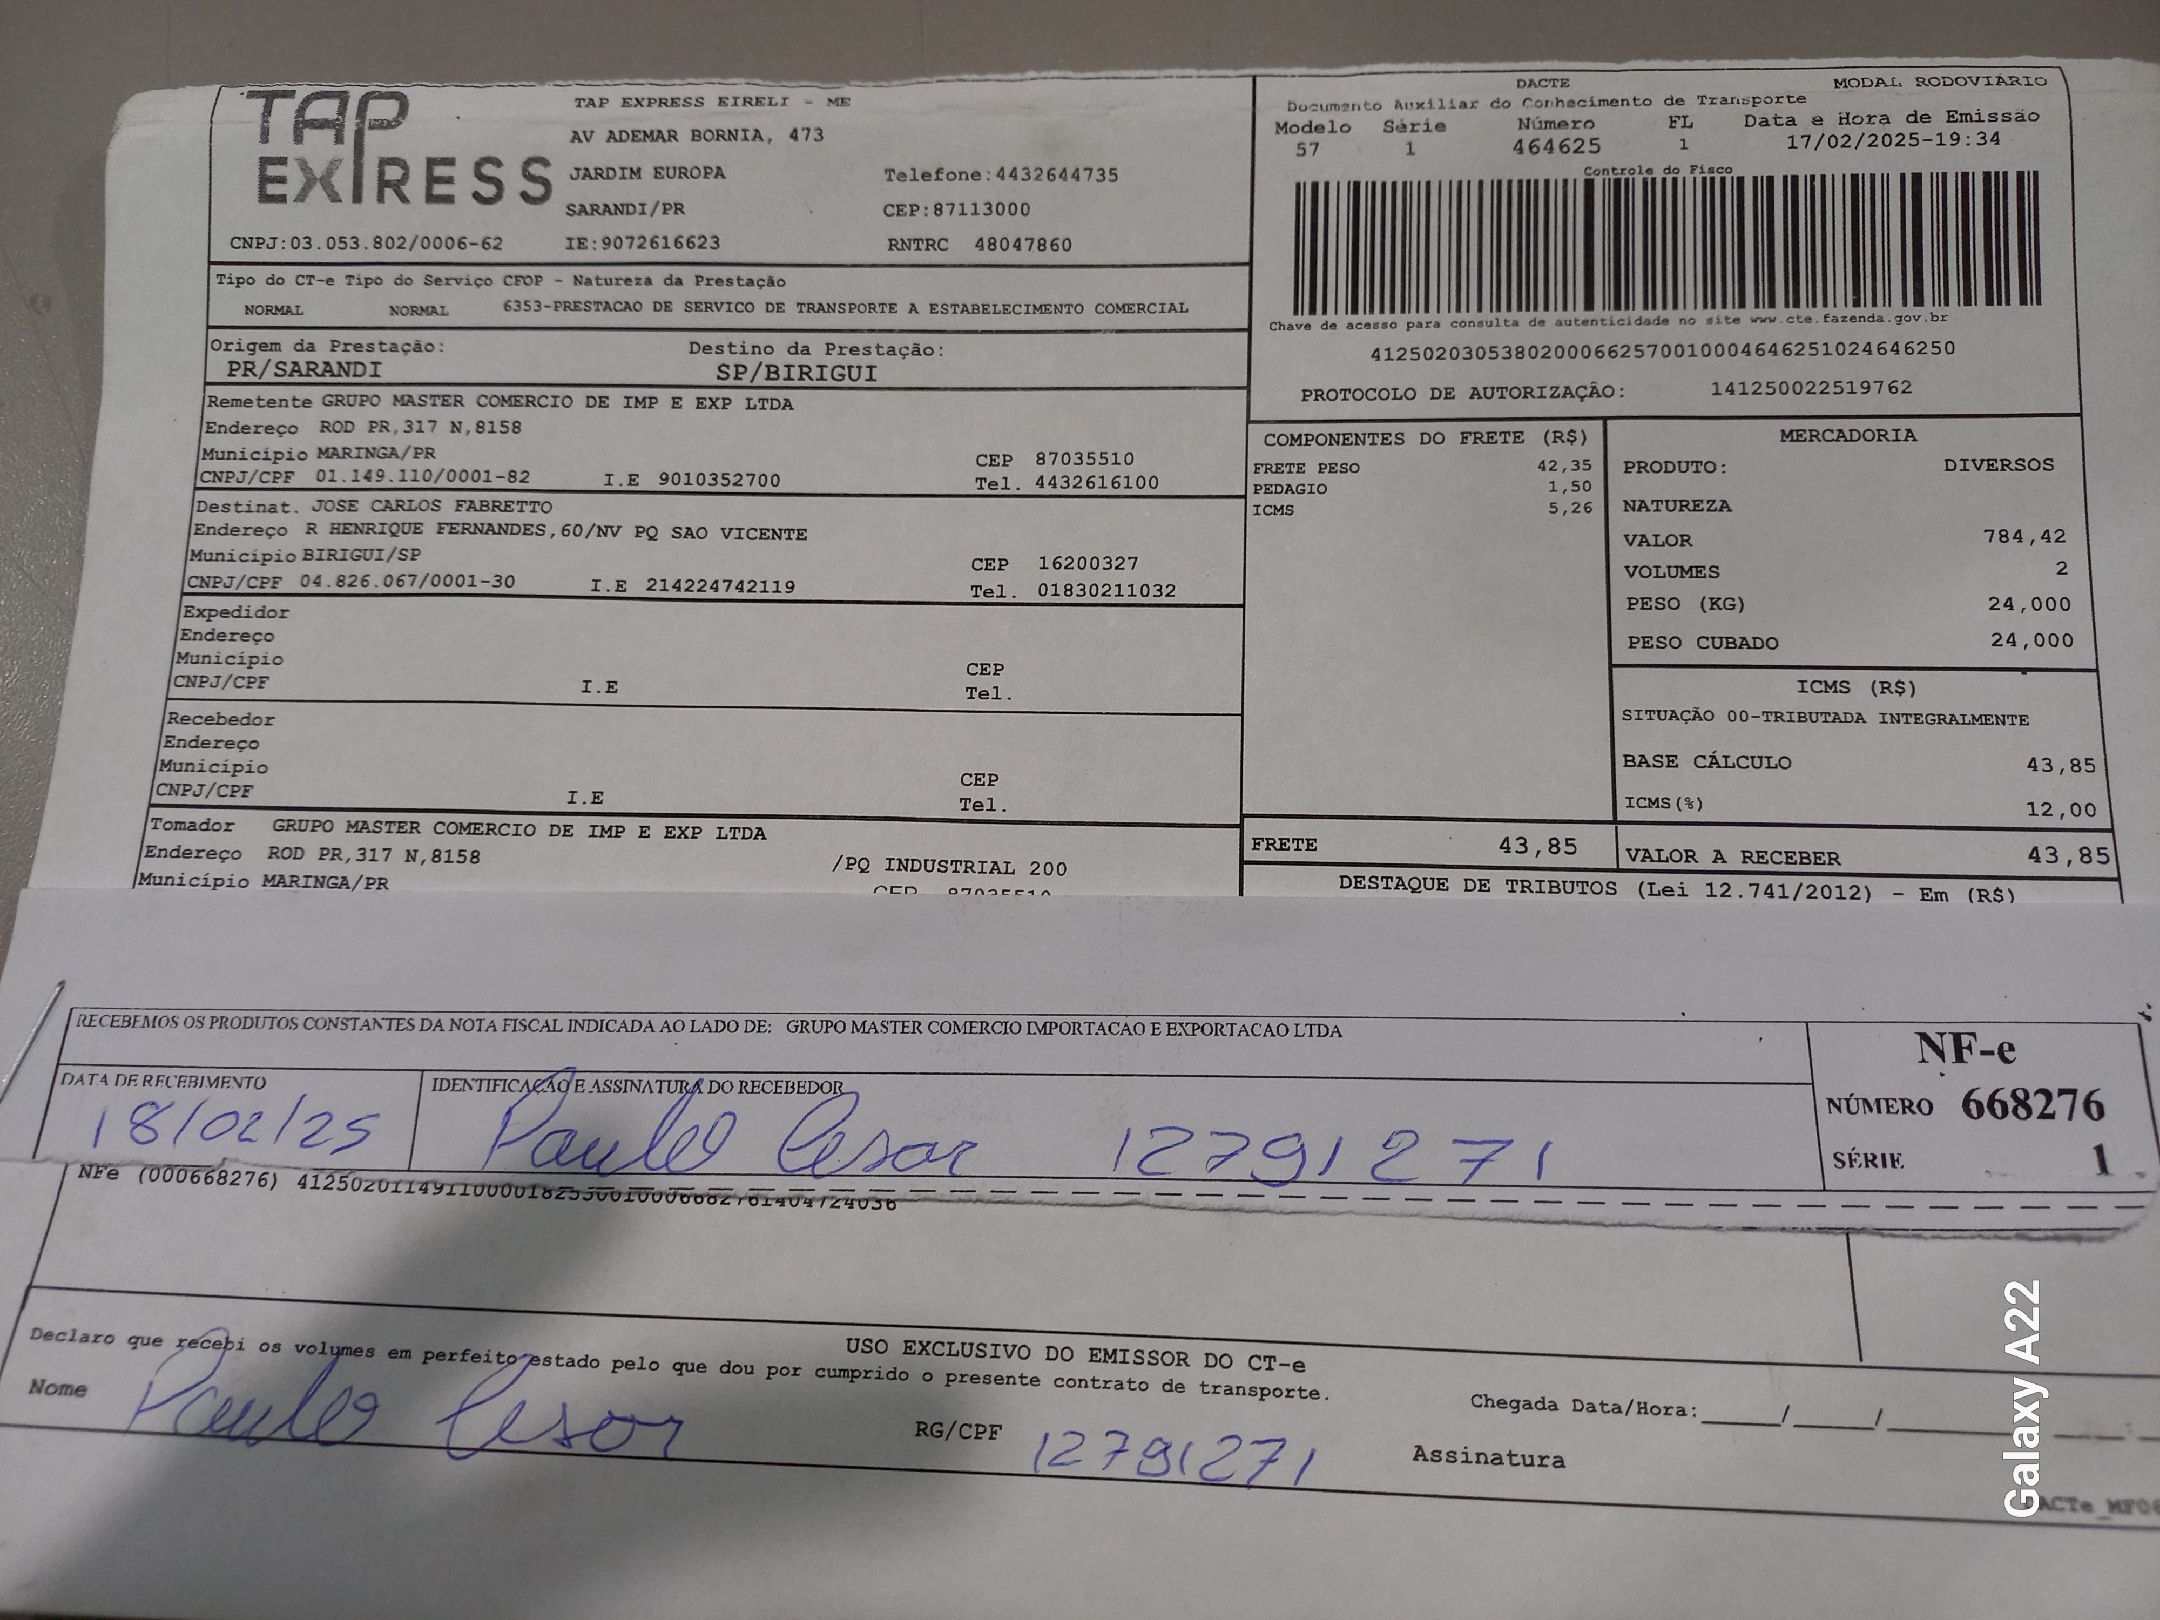 TAP EXPRESS
TAP EXPRESS EIRELI - ME
AV ADEMAR BORNIA, 473
JARDIM EUROPA Telefone:4432644735
SARANDI/PR CEP:87113000
CNPJ:03.053.802/0006-62 IE:9072616623 RNTRC 48047860
DACTE MODAL RODOVIÁRIO
Documento Auxiliar do Conhecimento de Transporte
Modelo Série Número FL Data e Hora de Emissão
57 1 464625 1 17/02/2025-19:34
Controle do Fisco
Chave de acesso para consulta de autenticidade no site www.cte.fazenda.gov.br
41250203053802000662570010004646251024646250
PROTOCOLO DE AUTORIZAÇÃO: 141250022519762
Tipo do CT-e Tipo do Serviço CFOP - Natureza da Prestação
NORMAL NORMAL 6353-PRESTACAO DE SERVICO DE TRANSPORTE A ESTABELECIMENTO COMERCIAL
Origem da Prestação: Destino da Prestação:
PR/SARANDI SP/BIRIGUI
Remetente GRUPO MASTER COMERCIO DE IMP E EXP LTDA
Endereço ROD PR,317 N,8158
Município MARINGA/PR CEP 87035510
CNPJ/CPF 01.149.110/0001-82 I.E 9010352700 Tel. 4432616100
Destinat. JOSE CARLOS FABRETTO
Endereço R HENRIQUE FERNANDES,60/NV PQ SAO VICENTE
Município BIRIGUI/SP CEP 16200327
CNPJ/CPF 04.826.067/0001-30 I.E 214224742119 Tel. 01830211032
Expedidor
Endereço
Município CEP
CNPJ/CPF I.E Tel.
Recebedor
Endereço
Município CEP
CNPJ/CPF I.E Tel.
Tomador GRUPO MASTER COMERCIO DE IMP E EXP LTDA
Endereço ROD PR,317 N,8158 /PQ INDUSTRIAL 200
Município MARINGA/PR CEP 87035510
COMPONENTES DO FRETE (R$)
FRETE PESO 42,35
PEDAGIO 1,50
ICMS 5,26
FRETE 43,85
MERCADORIA
PRODUTO: DIVERSOS
NATUREZA
VALOR 784,42
VOLUMES 2
PESO (KG) 24,000
PESO CUBADO 24,000
ICMS (R$)
SITUAÇÃO 00-TRIBUTADA INTEGRALMENTE
BASE CÁLCULO 43,85
ICMS(%) 12,00
VALOR A RECEBER 43,85
DESTAQUE DE TRIBUTOS (Lei 12.741/2012) - Em (R$)
RECEBEMOS OS PRODUTOS CONSTANTES DA NOTA FISCAL INDICADA AO LADO DE: GRUPO MASTER COMERCIO IMPORTACAO E EXPORTACAO LTDA
DATA DE RECEBIMENTO IDENTIFICAÇÃO E ASSINATURA DO RECEBEDOR
18/02/25 Paulo Cesar 12791271
NF-e
NÚMERO 668276
SÉRIE 1
NFe (000668276) 41250201149110000182550010006682761404724036
USO EXCLUSIVO DO EMISSOR DO CT-e
Declaro que recebi os volumes em perfeito estado pelo que dou por cumprido o presente contrato de transporte.
Nome Paulo Cesar RG/CPF 12791271 Assinatura
Chegada Data/Hora:____/____/____
Galaxy A22